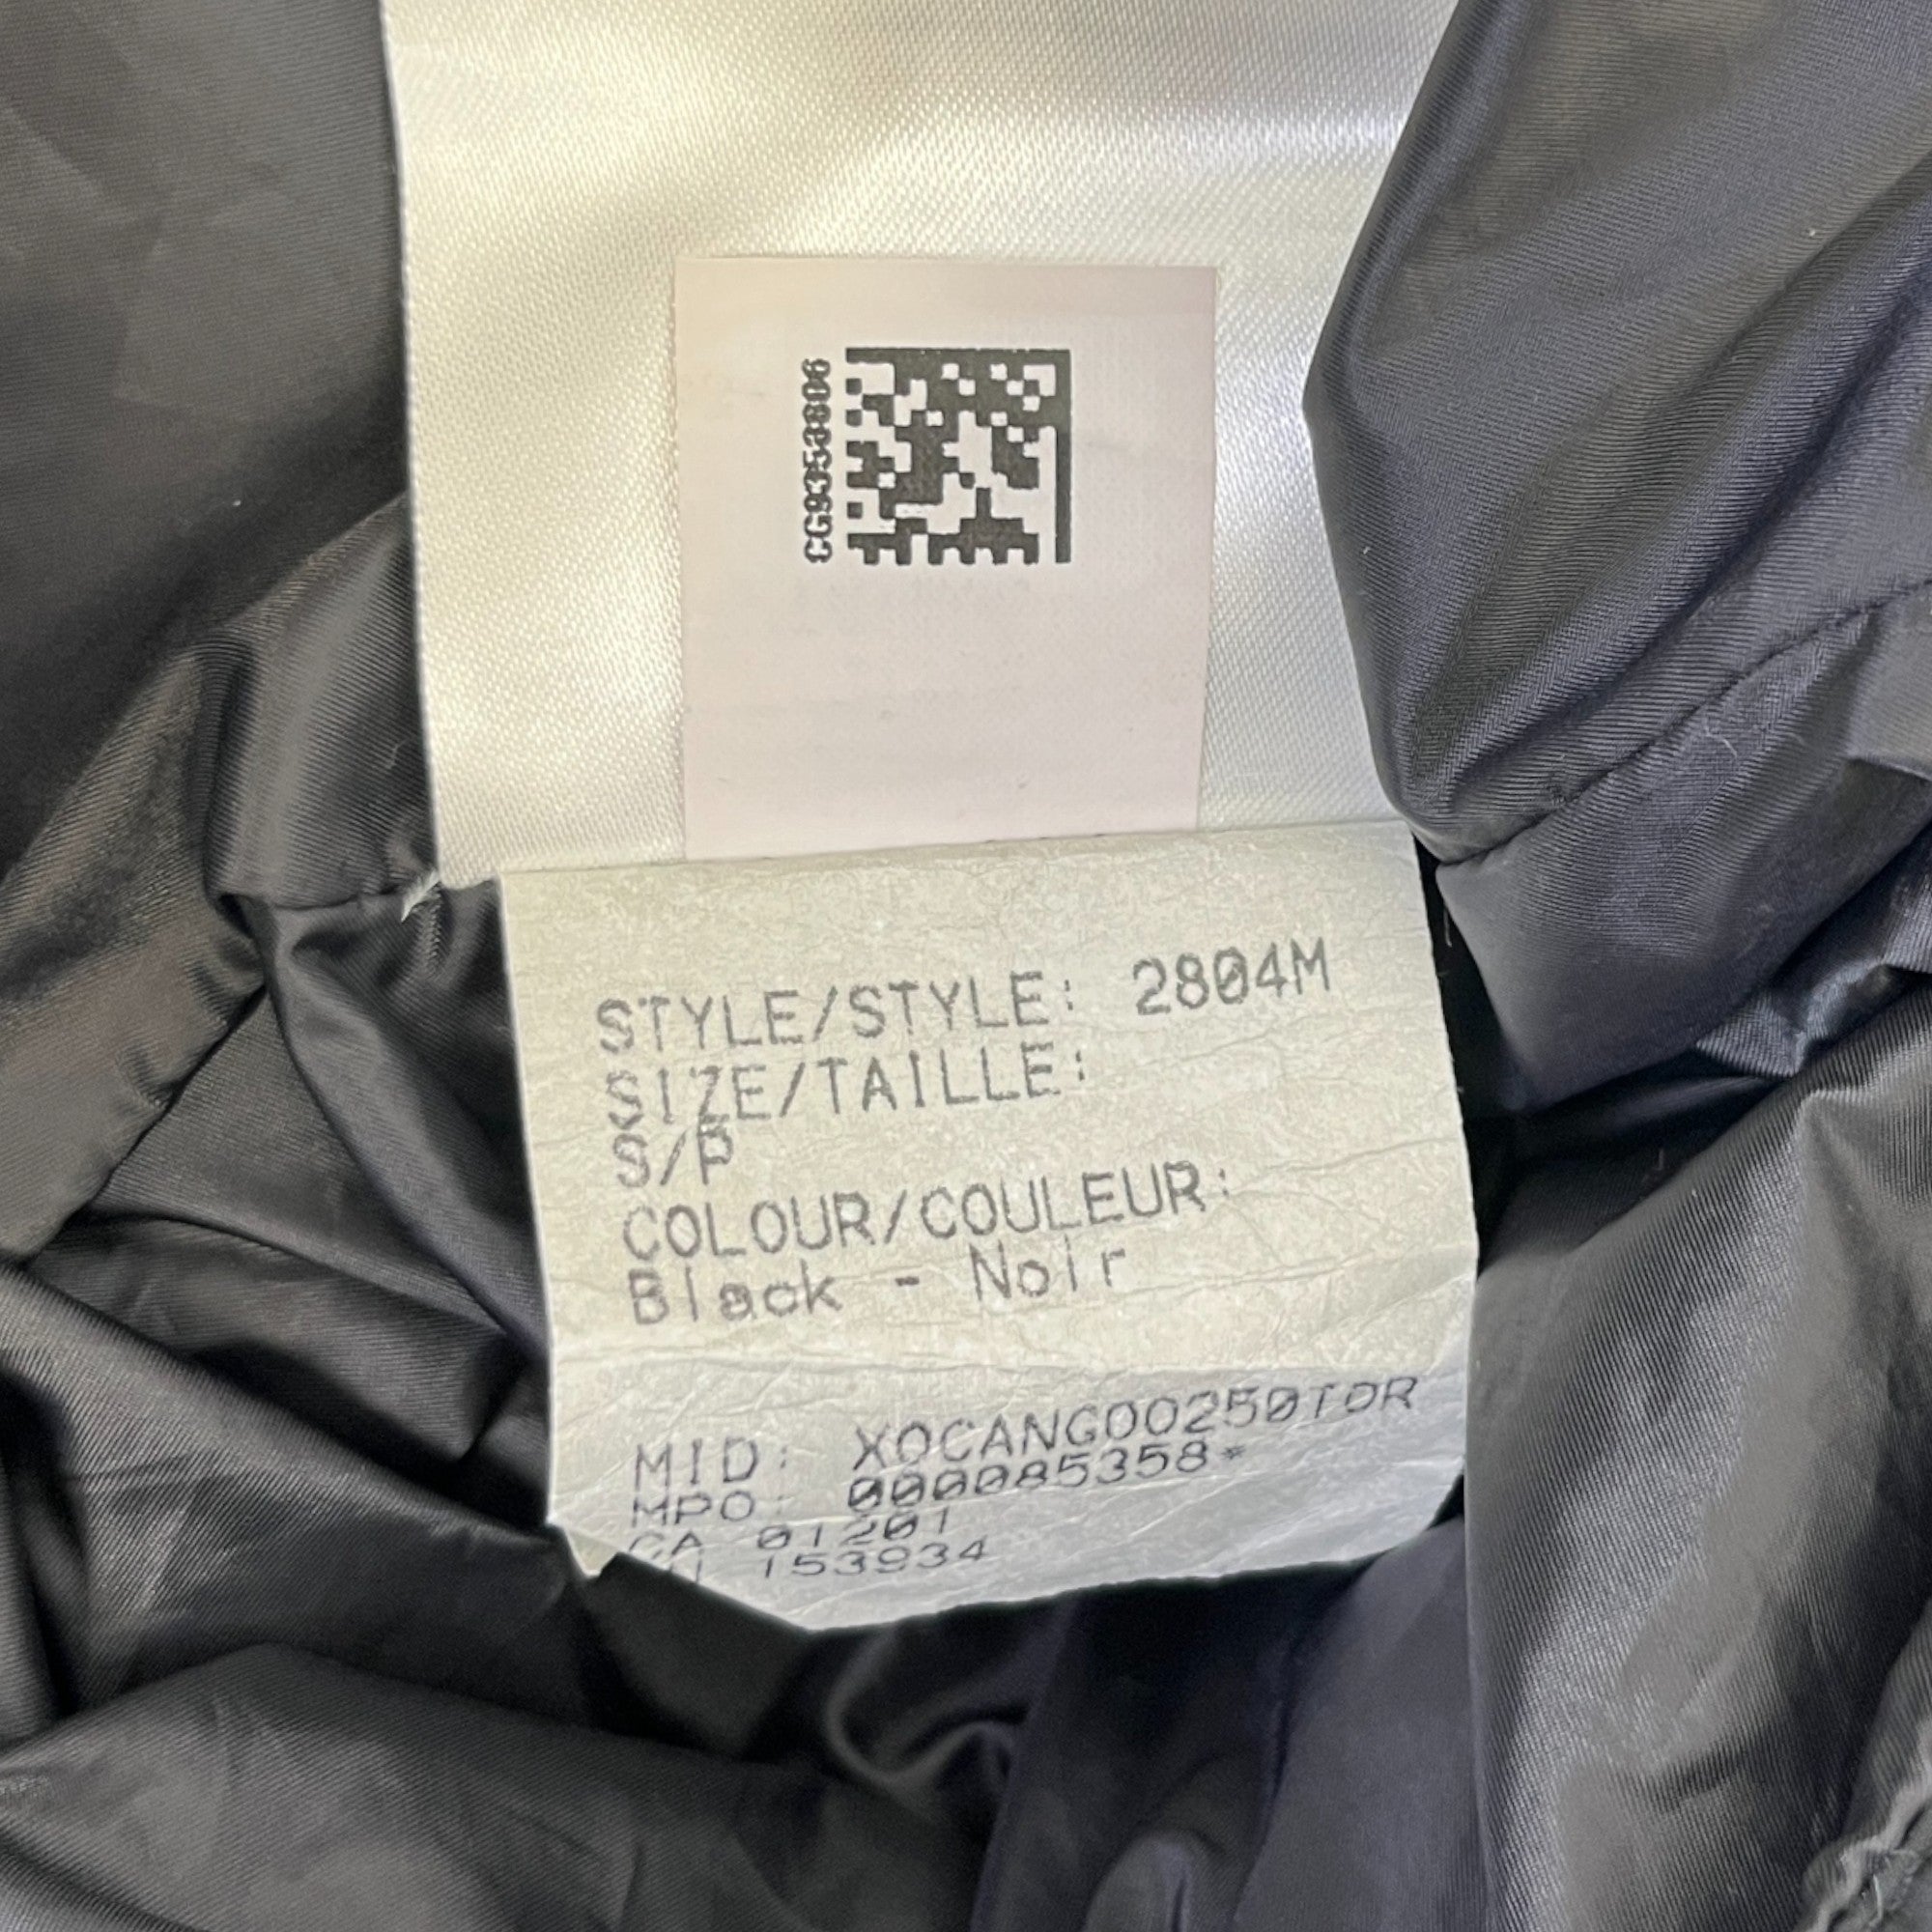 CG9353806
STYLE/STYLE: 2804M
SIZE/TAILLE:
S/P
COLOUR/COULEUR:
Black - Noir
MID: XOCANG00250TOR
MPO: 000085358*
CA 01201
153934